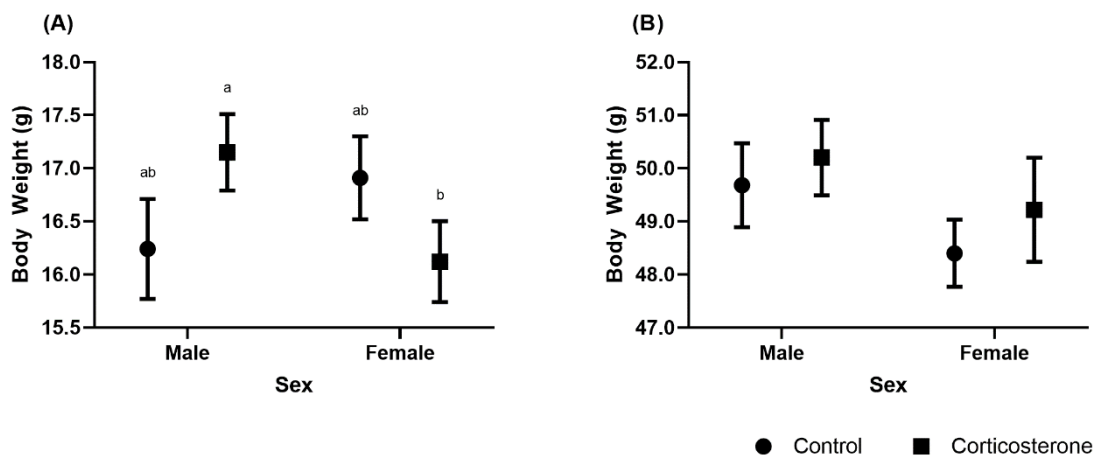 (A)
Body Weight (g)
18.0
17.5
17.0
16.5
16.0
15.5
ab
a
ab
b
Male
Female
Sex
(B)
Body Weight (g)
52.0
51.0
50.0
49.0
48.0
47.0
Male
Female
Sex
Control
Corticosterone